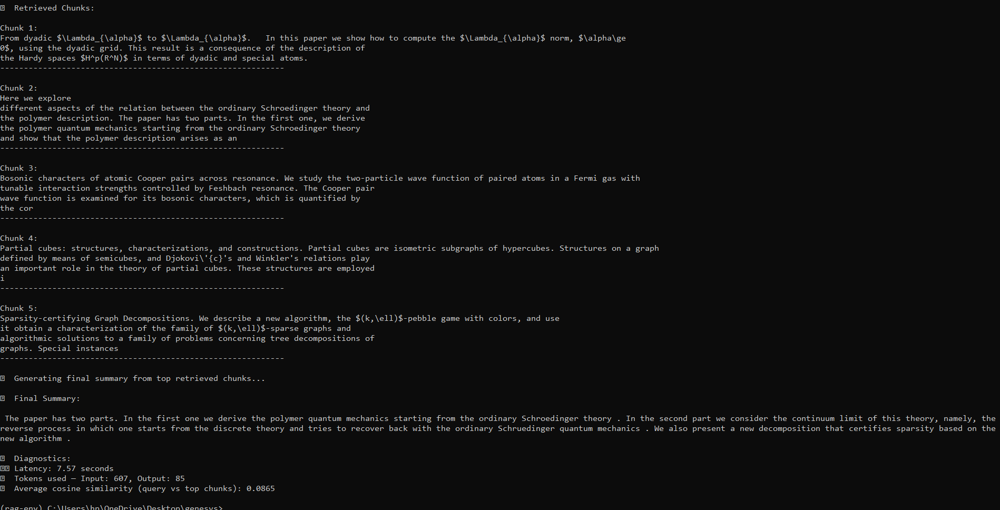 Retrieved Chunks:
Chunk 1:
From dyadic $\Lambda_{\alpha}$ to $\Lambda_{\alpha}$.   In this paper we show how to compute the $\Lambda_{\alpha}$ norm, $\alpha\ge
0$, using the dyadic grid. This result is a consequence of the description of
the Hardy spaces $H^p(R^N)$ in terms of dyadic and special atoms.
------------------------------------------------------------
Chunk 2:
Here we explore
different aspects of the relation between the ordinary Schroedinger theory and
the polymer description. The paper has two parts. In the first one, we derive
the polymer quantum mechanics starting from the ordinary Schroedinger theory
and show that the polymer description arises as an
------------------------------------------------------------
Chunk 3:
Bosonic characters of atomic Cooper pairs across resonance. We study the two-particle wave function of paired atoms in a Fermi gas with
tunable interaction strengths controlled by Feshbach resonance. The Cooper pair
wave function is examined for its bosonic characters, which is quantified by
the cor
------------------------------------------------------------
Chunk 4:
Partial cubes: structures, characterizations, and constructions. Partial cubes are isometric subgraphs of hypercubes. Structures on a graph
defined by means of semicubes, and Djokovi\'{c}'s and Winkler's relations play
an important role in the theory of partial cubes. These structures are employed
i
------------------------------------------------------------
Chunk 5:
Sparsity-certifying Graph Decompositions. We describe a new algorithm, the $(k,\ell)$-pebble game with colors, and use
it obtain a characterization of the family of $(k,\ell)$-sparse graphs and
algorithmic solutions to a family of problems concerning tree decompositions of
graphs. Special instances
------------------------------------------------------------
Generating final summary from top retrieved chunks...
Final Summary:
The paper has two parts. In the first one we derive the polymer quantum mechanics starting from the ordinary Schroedinger theory . In the second part we consider the continuum limit of this theory, namely, the
reverse process in which one starts from the discrete theory and tries to recover back with the ordinary Schruedinger quantum mechanics . We also present a new decomposition that certifies sparsity based on the
new algorithm .
Diagnostics:
Latency: 7.57 seconds
Tokens used — Input: 607, Output: 85
Average cosine similarity (query vs top chunks): 0.0865
(rag-env) C:\Users\hp\OneDrive\Desktop\genesys>